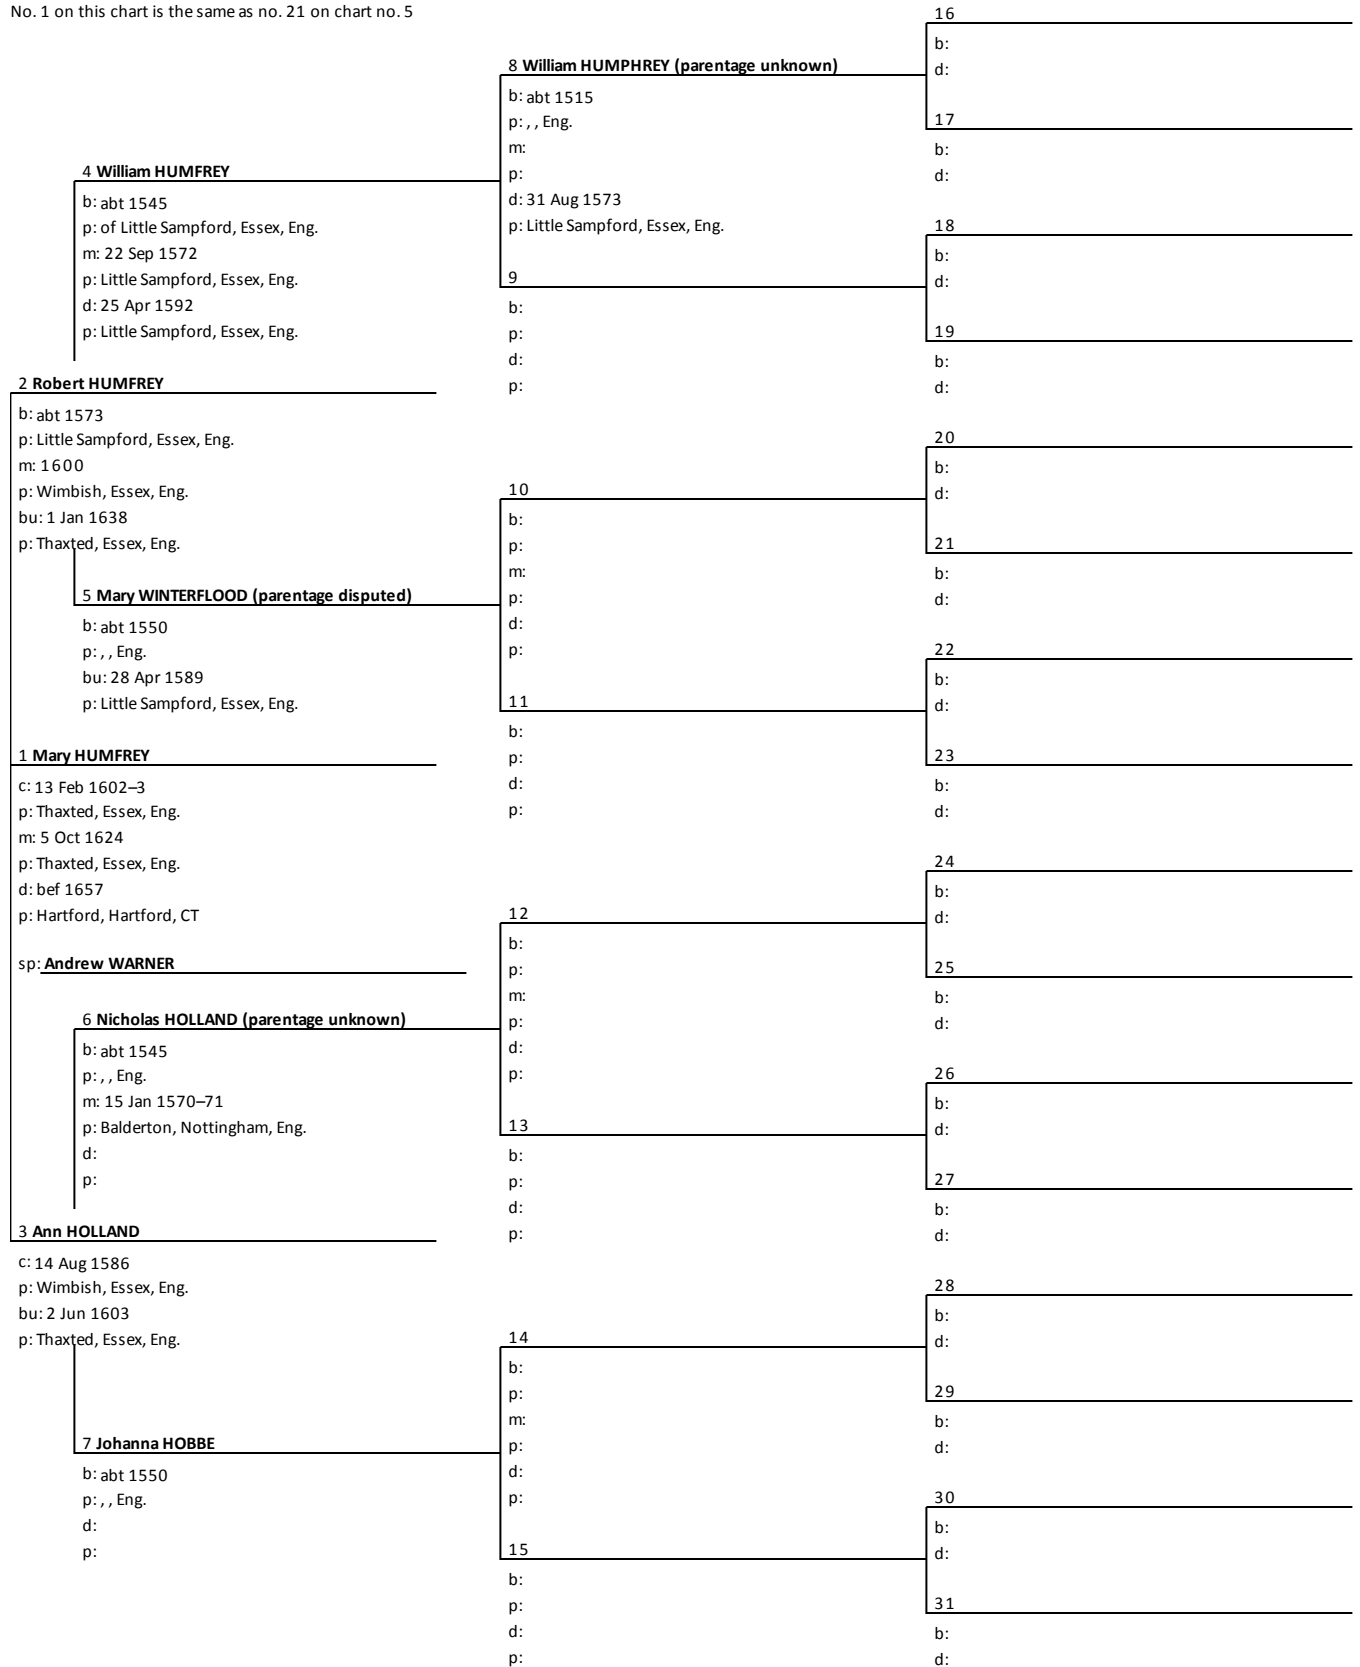 No. 1 on this chart is the same as no. 21 on chart no. 5
16
b:
d:
8 William HUMPHREY (parentage unknown)
b: abt 1515
p: , , Eng.
m:
p:
d: 31 Aug 1573
p: Little Sampford, Essex, Eng.
17
b:
d:
4 William HUMFREY
b: abt 1545
p: of Little Sampford, Essex, Eng.
m: 22 Sep 1572
p: Little Sampford, Essex, Eng.
d: 25 Apr 1592
p: Little Sampford, Essex, Eng.
18
b:
d:
9
b:
p:
d:
p:
19
b:
d:
2 Robert HUMFREY
b: abt 1573
p: Little Sampford, Essex, Eng.
m: 1600
p: Wimbish, Essex, Eng.
bu: 1 Jan 1638
p: Thaxted, Essex, Eng.
20
b:
d:
10
b:
p:
m:
p:
d:
p:
21
b:
d:
5 Mary WINTERFLOOD (parentage disputed)
b: abt 1550
p: , , Eng.
bu: 28 Apr 1589
p: Little Sampford, Essex, Eng.
22
b:
d:
11
b:
p:
d:
p:
23
b:
d:
1 Mary HUMFREY
c: 13 Feb 1602–3
p: Thaxted, Essex, Eng.
m: 5 Oct 1624
p: Thaxted, Essex, Eng.
d: bef 1657
p: Hartford, Hartford, CT
sp: Andrew WARNER
24
b:
d:
12
b:
p:
m:
p:
d:
p:
25
b:
d:
6 Nicholas HOLLAND (parentage unknown)
b: abt 1545
p: , , Eng.
m: 15 Jan 1570–71
p: Balderton, Nottingham, Eng.
d:
p:
26
b:
d:
13
b:
p:
d:
p:
27
b:
d:
3 Ann HOLLAND
c: 14 Aug 1586
p: Wimbish, Essex, Eng.
bu: 2 Jun 1603
p: Thaxted, Essex, Eng.
28
b:
d:
14
b:
p:
m:
p:
d:
p:
29
b:
d:
7 Johanna HOBBE
b: abt 1550
p: , , Eng.
d:
p:
30
b:
d:
15
b:
p:
d:
p:
31
b:
d: